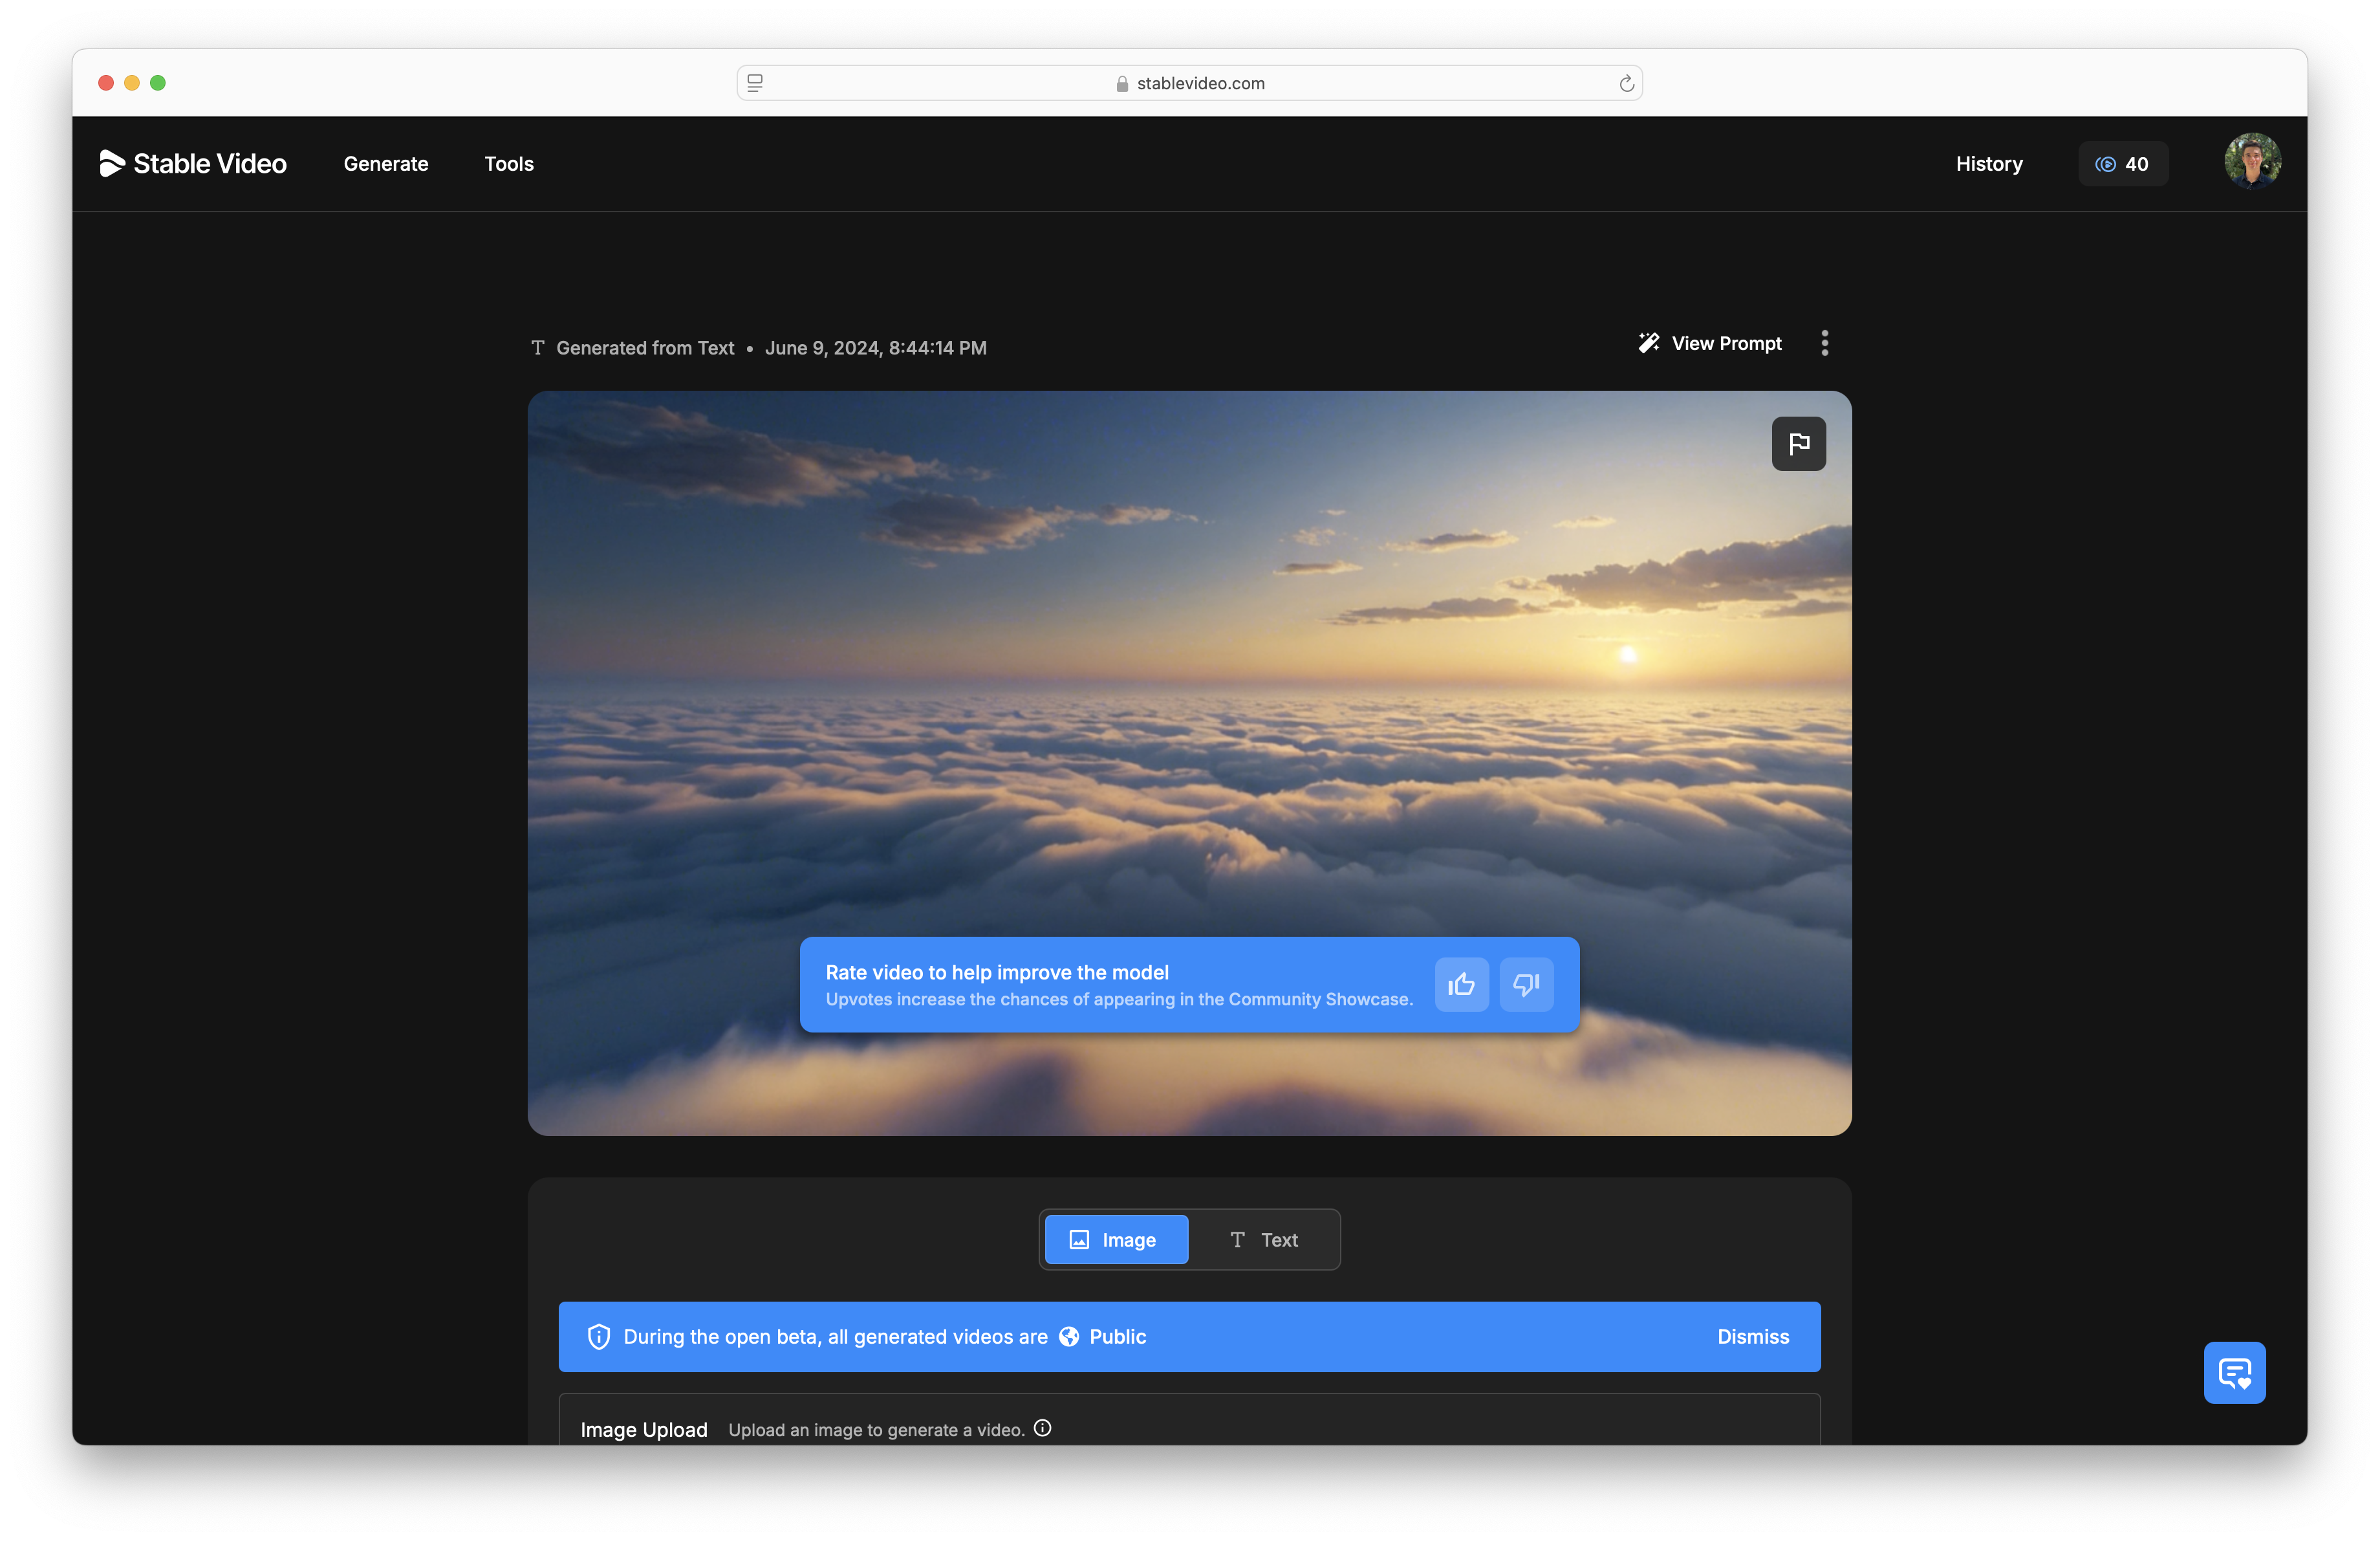 stablevideo.com
Stable Video
Generate
Tools
History
40
Generated from Text • June 9, 2024, 8:44:14 PM
View Prompt
Rate video to help improve the model
Upvotes increase the chances of appearing in the Community Showcase.
Image
Text
During the open beta, all generated videos are Public
Dismiss
Image Upload Upload an image to generate a video.